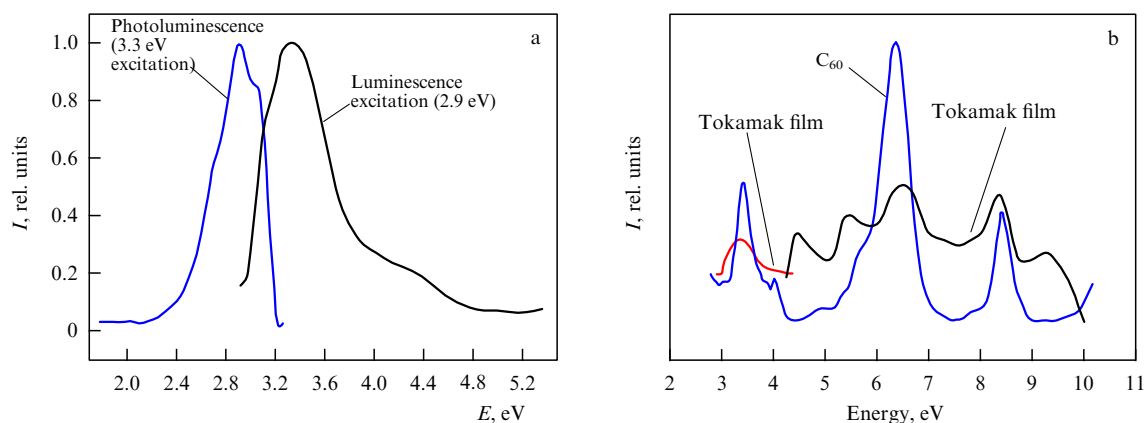 Photoluminescence
(3.3 eV
excitation)
a
Luminescence
excitation (2.9 eV)
I, rel. units
1.0
0.8
0.6
0.4
0.2
0
2.0 2.4 2.8 3.2 3.6 4.0 4.4 4.8 5.2
E, eV
b
C60
Tokamak film
Tokamak film
I, rel. units
2 3 4 5 6 7 8 9 10 11
Energy, eV